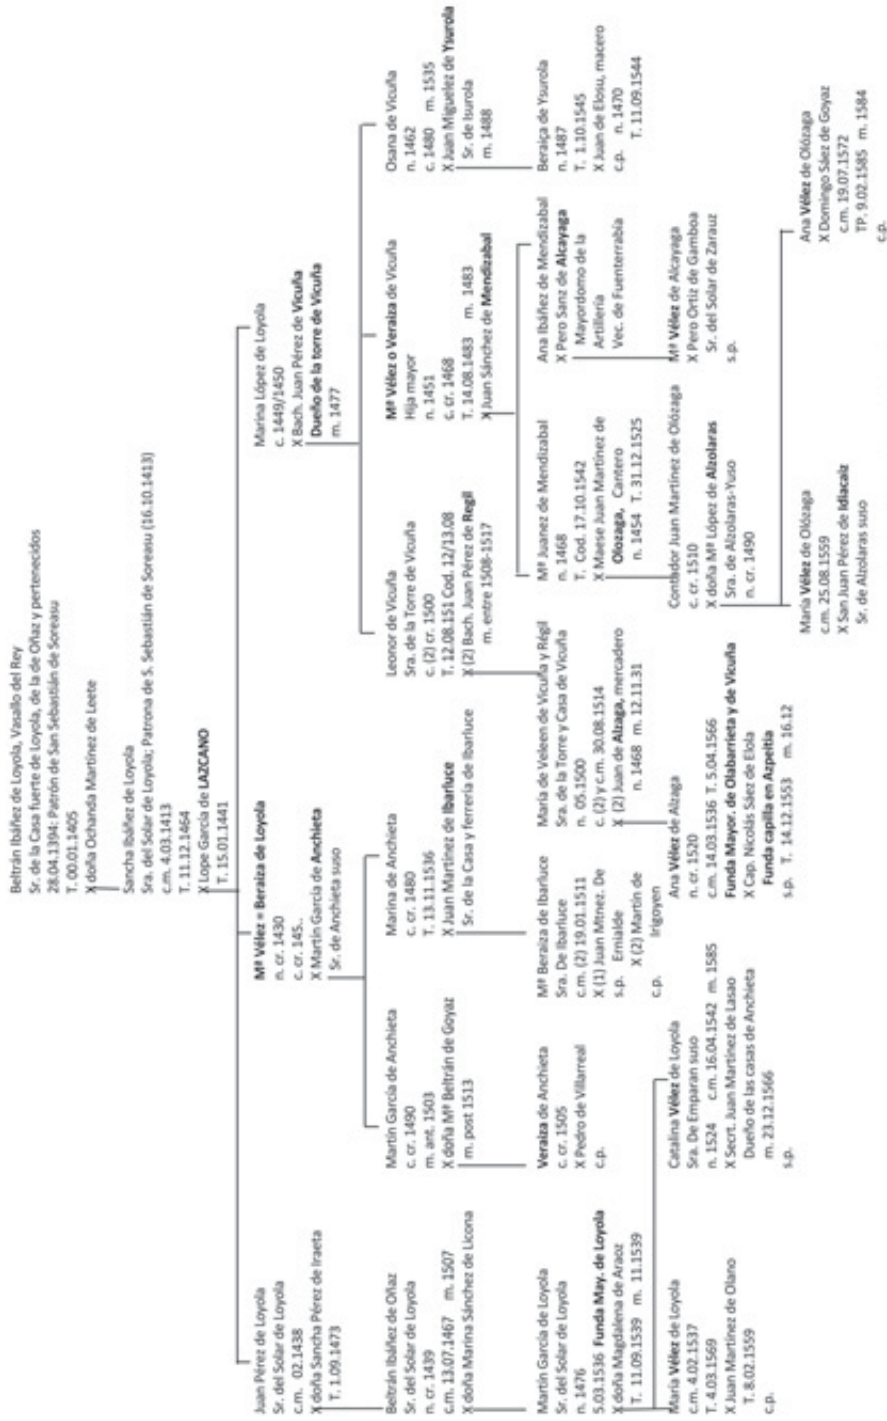 Beltrán Ibáñez de Loyola, Vasallo del Rey
Sr. de la Casa fuerte de Loyola, de la de Oñaz y pertenecidos
28.04.1394: Patrón de San Sebastián de Soreasu
T. 00.01.1405
X doña Ochanda Martínez de Leete
Sancha Ibáñez de Loyola
Sra. del Solar de Loyola; Patrona de S. Sebastián de Soreasu (16.10.1413)
c.m. 4.03.1413
T. 11.12.1464
X Lope García de LAZCANO
T. 15.01.1441
Juan Pérez de Loyola
Sr. del Solar de Loyola
c.m. 02.1438
X doña Sancha Pérez de Iraeta
T. 1.09.1473
Mª Vélez = Beraiza de Loyola
n. cr. 1430
c. cr. 145..
X Martín García de Anchieta
Sr. de Anchieta suso
Marina López de Loyola
c. 1449/1450
X Bach. Juan Pérez de Vicuña
Dueño de la torre de Vicuña
m. 1477
Beltrán Ibáñez de Oñaz
Sr. del Solar de Loyola
n. cr. 1439
c.m. 13.07.1467 m. 1507
X doña Marina Sánchez de Licona
Martín García de Anchieta
c. cr. 1490
m. ant. 1503
X doña Mª Beltrán de Goyaz
m. post 1513
Marina de Anchieta
c. cr. 1480
T. 13.11.1536
X Juan Martínez de Ibarluce
Sr. de la Casa y ferrería de Ibarluce
Leonor de Vicuña
Sra. de la Torre de Vicuña
c. (2) cr. 1500
T. 12.08.151 Cod. 12/13.08
X (2) Bach. Juan Pérez de Regil
m. entre 1508-1517
Mª Vélez o Veraiza de Vicuña
Hija mayor
n. 1451
c. cr. 1468
T. 14.08.1483 m. 1483
X Juan Sánchez de Mendizabal
Osana de Vicuña
n. 1462
c. 1480 m. 1535
X Juan Miguelez de Ysurola
Sr. de Isurola
m. 1488
Martín García de Loyola
Sr. del Solar de Loyola
n. 1476
5.03.1536 Funda May. de Loyola
X doña Magdalena de Araoz
T. 11.09.1539 m. 11.1539
Veraiza de Anchieta
c. cr. 1505
X Pedro de Villarreal
c.p.
Mª Beraiza de Ibarluce
Sra. De Ibarluce
c.m. (2) 19.01.1511
X (1) Juan Mtnez. De
s.p. Ernialde
X (2) Martín de
Irigoyen
c.p.
María de Veleen de Vicuña y Régil
Sra. de la Torre y Casa de Vicuña
n. 05.1500
c. (2) y c.m. 30.08.1514
X (2) Juan de Alzaga, mercadero
n. 1468 m. 12.11.31
Mª Juanez de Mendizabal
n. 1468
T. Cod. 17.10.1542
X Maese Juan Martínez de
Olozaga, Cantero
n. 1454 T. 31.12.1525
Ana Ibáñez de Mendizabal
X Pero Sanz de Alcayaga
Mayordomo de la
Artillería
Vec. de Fuenterrabía
Beraiça de Ysurola
n. 1487
T. 1.10.1545
X Juan de Elosu, macero
c.p. n. 1470
T. 11.09.1544
María Vélez de Loyola
c.m. 4.02.1537
T. 4.03.1569
X Juan Martínez de Olano
T. 8.02.1559
c.p.
Catalina Vélez de Loyola
Sra. De Emparan suso
n. 1524 c.m. 16.04.1542 m. 1585
X Secrt. Juan Martínez de Lasao
Dueño de las casas de Anchieta
m. 23.12.1566
s.p.
Ana Vélez de Alzaga
n. cr. 1520
c.m. 14.03.1536 T. 5.04.1566
Funda Mayor. de Olabarrieta y de Vicuña
X Cap. Nicolás Sáez de Elola
Funda capilla en Azpeitia
s.p. T. 14.12.1553 m. 16.12
Contador Juan Martínez de Olózaga
c. cr. 1510
X doña Mª López de Alzolaras
Sra. de Alzolaras-Yuso
n. cr. 1490
Mª Vélez de Alcayaga
X Pero Ortiz de Gamboa
Sr. del Solar de Zarauz
s.p.
María Vélez de Olózaga
c.m. 25.08.1559
X San Juan Pérez de Idiacaiz
Sr. de Alzolaras suso
Ana Vélez de Olózaga
X Domingo Sáez de Goyaz
c.m. 19.07.1572
TP. 9.02.1585 m. 1584
c.p.